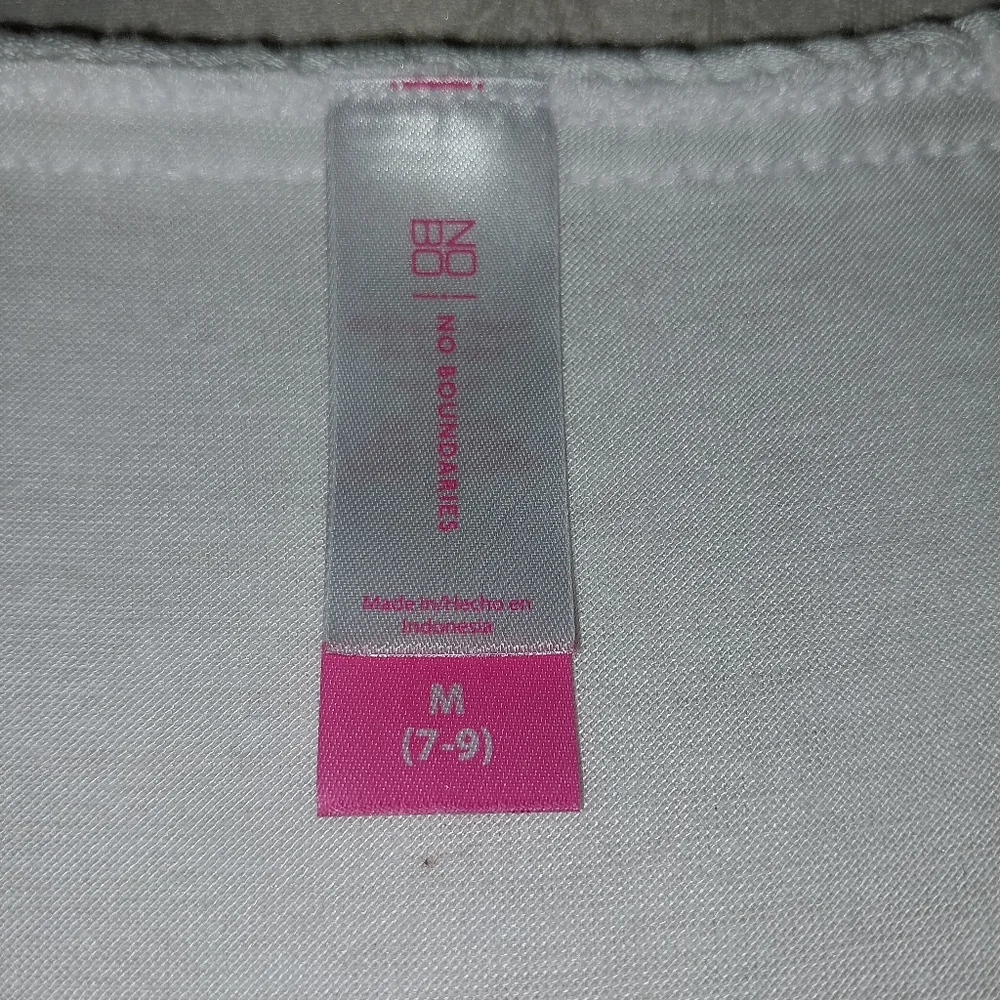 NO
BO
NO BOUNDARIES
Made in/Hecho en
Indonesia
M
(7-9)